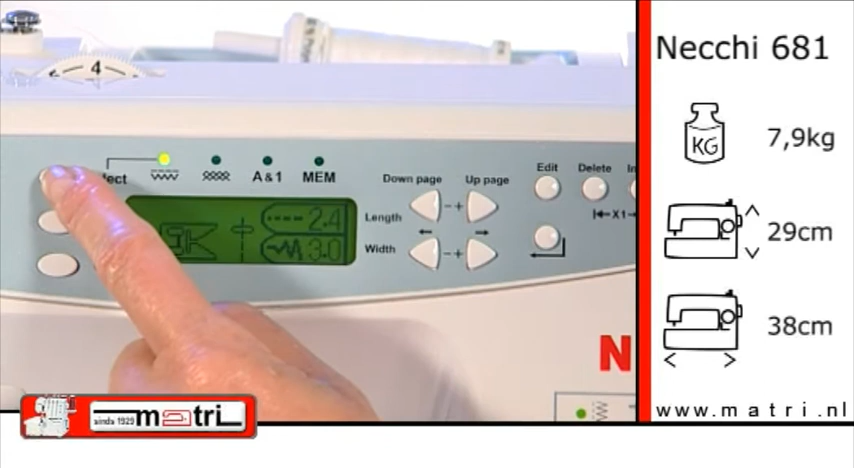 Necchi 681
4
KG
7,9kg
A & 1
MEM
Down page
Up page
Edit
Delete
2.4
Length
- +
X1
29cm
3.0
Width
- +
38cm
N
sinds 1929
matri
www.matri.nl